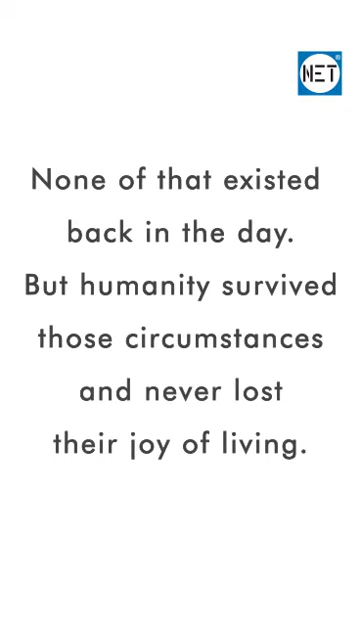 NET
None of that existed
back in the day.
But humanity survived
those circumstances
and never lost
their joy of living.